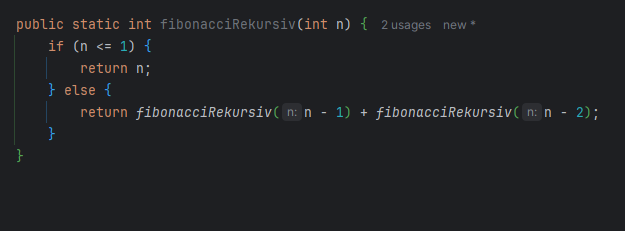 public static int fibonacciRekursiv(int n) { 2 usages new *
    if (n <= 1) {
        return n;
    } else {
        return fibonacciRekursiv( n: n - 1) + fibonacciRekursiv( n: n - 2);
    }
}